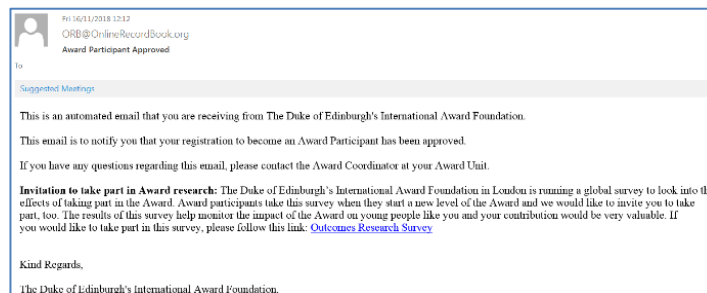 Fri 16/11/2018 12:12
ORB@OnlineRecordBook.org
Award Participant Approved
To
Suggested Meetings
This is an automated email that you are receiving from The Duke of Edinburgh's International Award Foundation.
This email is to notify you that your registration to become an Award Participant has been approved.
If you have any questions regarding this email, please contact the Award Coordinator at your Award Unit.
Invitation to take part in Award research: The Duke of Edinburgh's International Award Foundation in London is running a global survey to look into th
effects of taking part in the Award. Award participants take this survey when they start a new level of the Award and we would like to invite you to take
part, too. The results of this survey help monitor the impact of the Award on young people like you and your contribution would be very valuable. If
you would like to take part in this survey, please follow this link: Outcomes Research Survey
Kind Regards,
The Duke of Edinburgh's International Award Foundation.